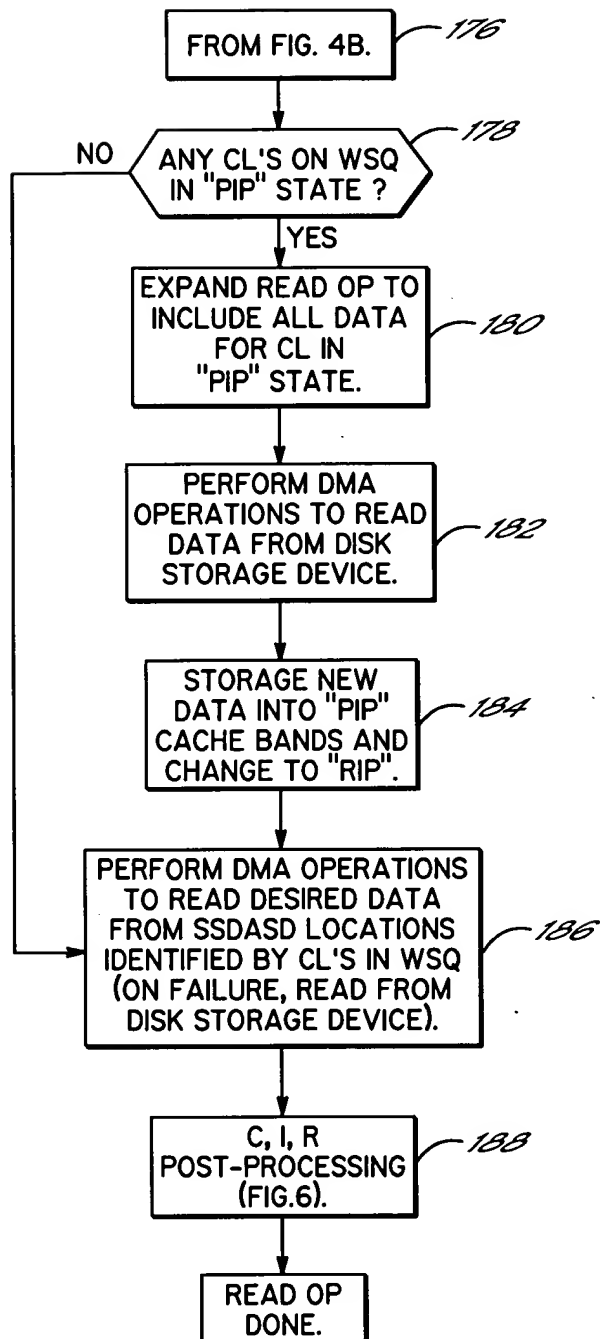 FROM FIG. 4B.
176
178
NO
ANY CL'S ON WSQ
IN "PIP" STATE ?
YES
EXPAND READ OP TO
INCLUDE ALL DATA
FOR CL IN
"PIP" STATE.
180
PERFORM DMA
OPERATIONS TO READ
DATA FROM DISK
STORAGE DEVICE.
182
STORAGE NEW
DATA INTO "PIP"
CACHE BANDS AND
CHANGE TO "RIP".
184
PERFORM DMA OPERATIONS
TO READ DESIRED DATA
FROM SSDASD LOCATIONS
IDENTIFIED BY CL'S IN WSQ
(ON FAILURE, READ FROM
DISK STORAGE DEVICE).
186
C, I, R
POST-PROCESSING
(FIG.6).
188
READ OP
DONE.